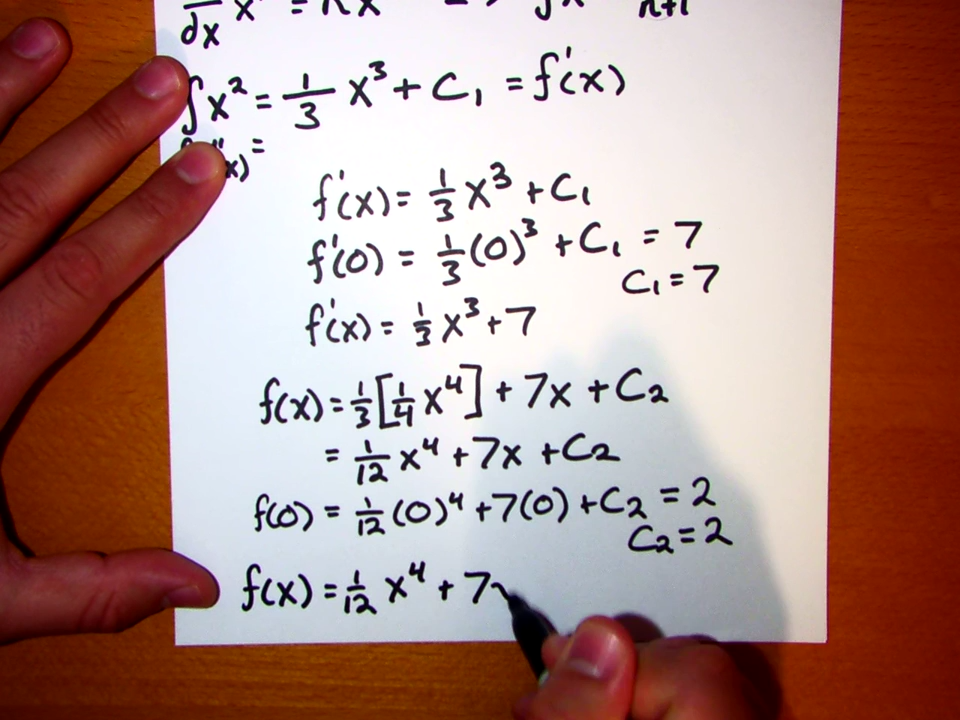 ∫x² = 1/3 x³ + C₁ = f'(x)
f'(x) = 1/3 x³ + C₁
f'(0) = 1/3 (0)³ + C₁ = 7
C₁ = 7
f'(x) = 1/3 x³ + 7
f(x) = 1/3 [1/4 x⁴] + 7x + C₂
= 1/12 x⁴ + 7x + C₂
f(0) = 1/12 (0)⁴ + 7(0) + C₂ = 2
C₂ = 2
f(x) = 1/12 x⁴ + 7